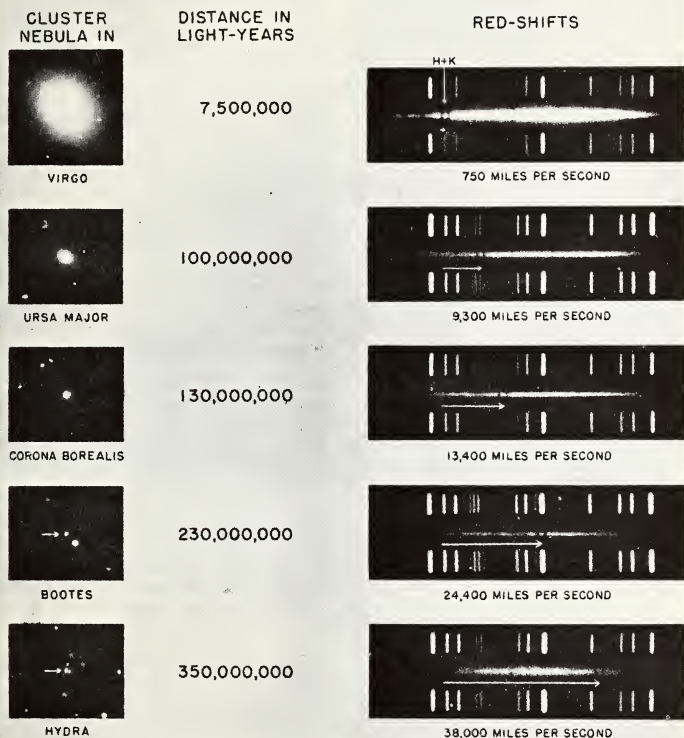 CLUSTER
NEBULA IN
DISTANCE IN
LIGHT-YEARS
RED-SHIFTS
H+K
7,500,000
VIRGO
750 MILES PER SECOND
100,000,000
URSA MAJOR
9,300 MILES PER SECOND
130,000,000
CORONA BOREALIS
13,400 MILES PER SECOND
230,000,000
BOOTES
24,400 MILES PER SECOND
350,000,000
HYDRA
38,000 MILES PER SECOND